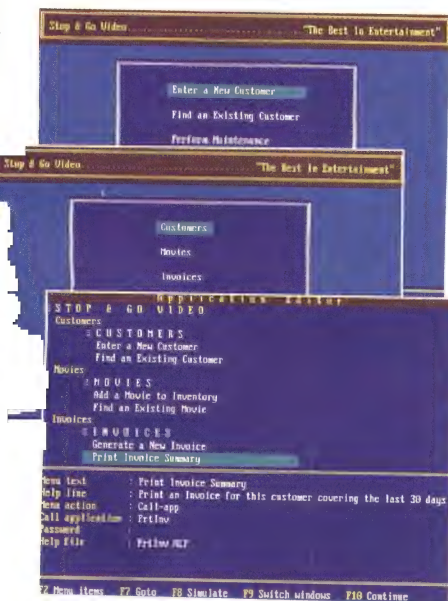 Stop & Go Video............................"The Best In Entertainment"
Enter a New Customer
Find an Existing Customer
Perform Maintenance
Stop & Go Video............................"The Best In Entertainment"
Customers
Movies
Invoices
Application Editor
STOP & GO VIDEO
Customers
CUSTOMERS
Enter a New Customer
Find an Existing Customer
Movies
MOVIES
Add a Movie to Inventory
Find an Existing Movie
Invoices
INVOICES
Generate a New Invoice
Print Invoice Summary
Menu text : Print Invoice Summary
Help line : Print an Invoice for this customer covering the last 30 days
Menu action : Call-app
Call application : PrtInv
Password :
Help file : PrtInv.HLP
F2 Menu items F7 Goto F8 Simulate F9 Switch windows F10 Continue